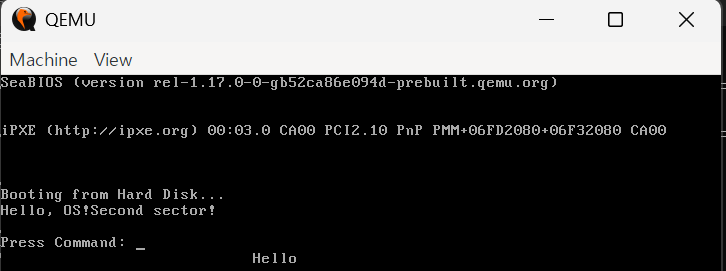 QEMU
Machine View
SeaBIOS (version rel-1.17.0-0-gb52ca86e094d-prebuilt.qemu.org)
iPXE (http://ipxe.org) 00:03.0 CA00 PCI2.10 PnP PMM+06FD2080+06F32080 CA00
Booting from Hard Disk...
Hello, OS!Second sector!
Press Command: _
Hello